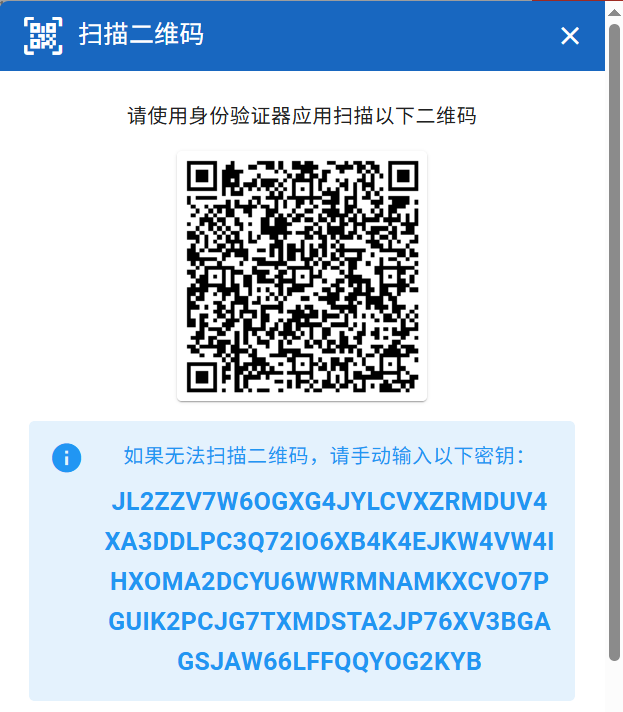 扫描二维码
请使用身份验证器应用扫描以下二维码
如果无法扫描二维码，请手动输入以下密钥：
JL2ZZV7W6OGXG4JYLCVXZRMDUV4
XA3DDLPC3Q72IO6XB4K4EJKW4VW4I
HXOMA2DCYU6WWRMNAMKXCVO7P
GUIK2PCJG7TXMDSTA2JP76XV3BGA
GSJAW66LFFQQYOG2KYB